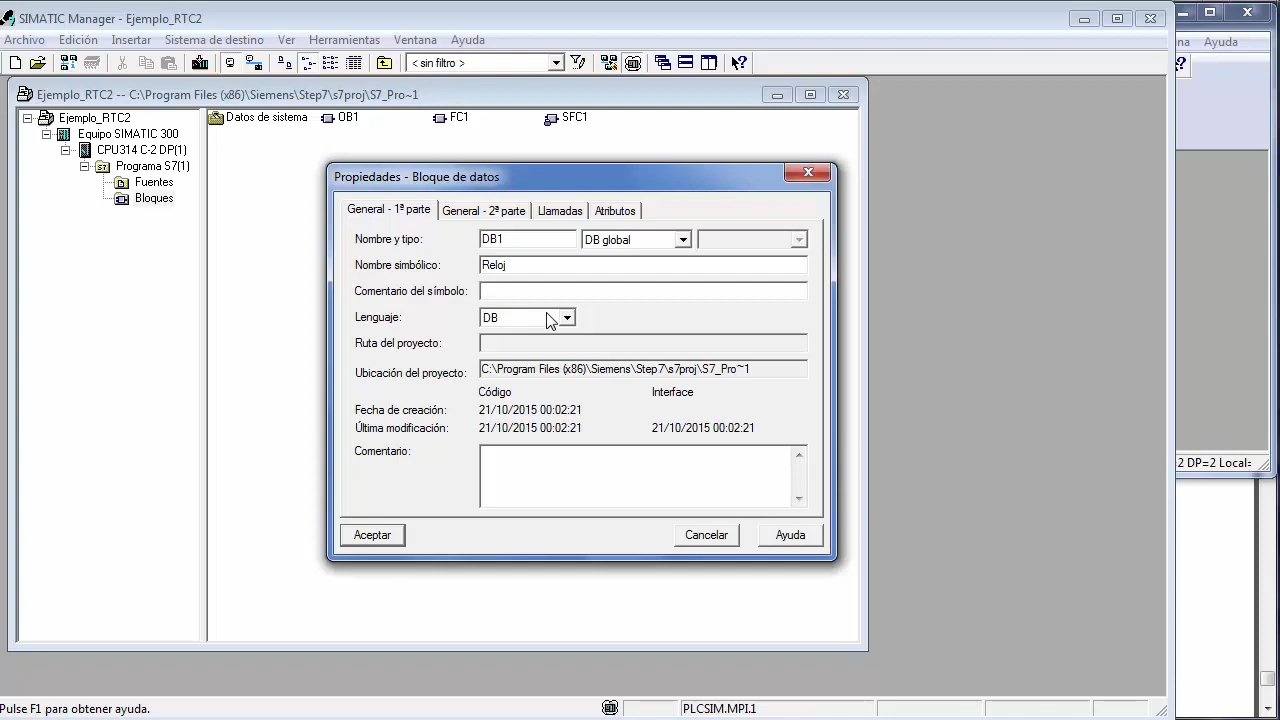 SIMATIC Manager - Ejemplo_RTC2
Archivo Edición Insertar Sistema de destino Ver Herramientas Ventana Ayuda
na Ayuda
< sin filtro >
Ejemplo_RTC2 -- C:\Program Files (x86)\Siemens\Step7\s7proj\S7_Pro~1
Ejemplo_RTC2
Equipo SIMATIC 300
CPU314 C-2 DP(1)
Programa S7(1)
Fuentes
Bloques
Datos de sistema OB1 FC1 SFC1
Propiedades - Bloque de datos
General - 1ª parte General - 2ª parte Llamadas Atributos
Nombre y tipo: DB1 DB global
Nombre simbólico: Reloj
Comentario del símbolo:
Lenguaje: DB
Ruta del proyecto:
Ubicación del proyecto: C:\Program Files (x86)\Siemens\Step7\s7proj\S7_Pro~1
Código Interface
Fecha de creación: 21/10/2015 00:02:21
Última modificación: 21/10/2015 00:02:21 21/10/2015 00:02:21
Comentario:
Aceptar Cancelar Ayuda
=2 DP=2 Local=
Pulse F1 para obtener ayuda.
PLCSIM.MPI.1